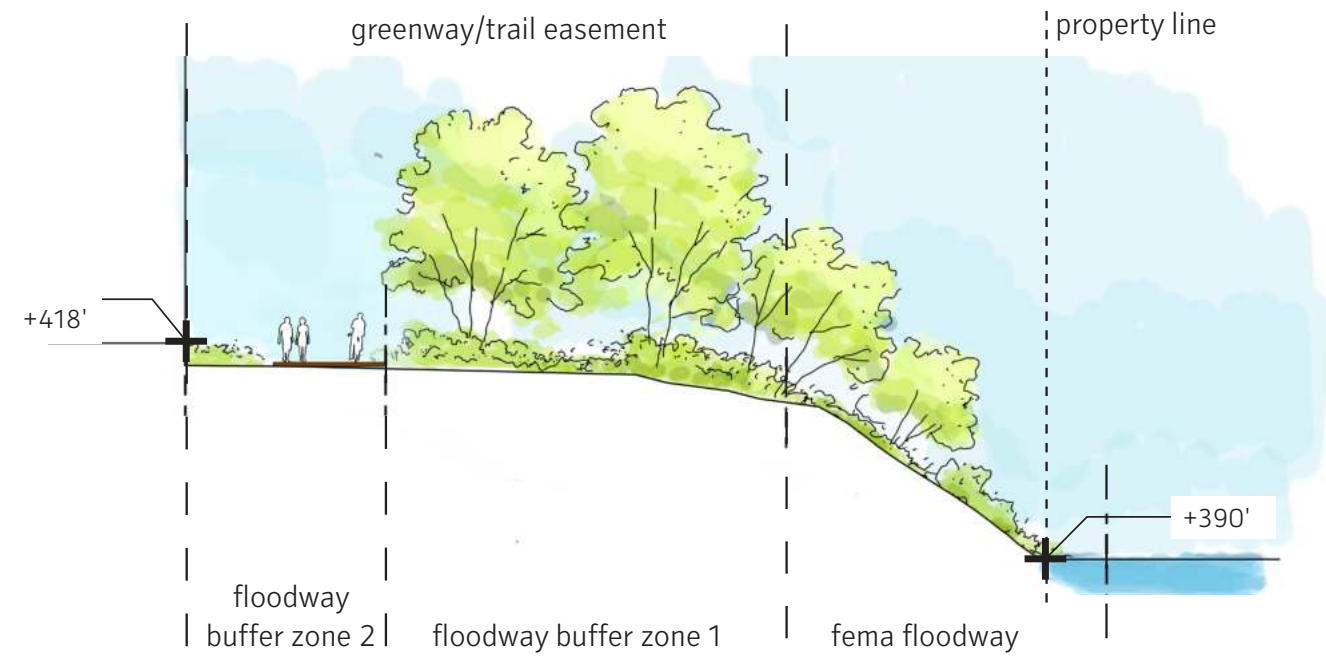 greenway/trail easement
property line
+418'
+390'
floodway
buffer zone 2
floodway buffer zone 1
fema floodway